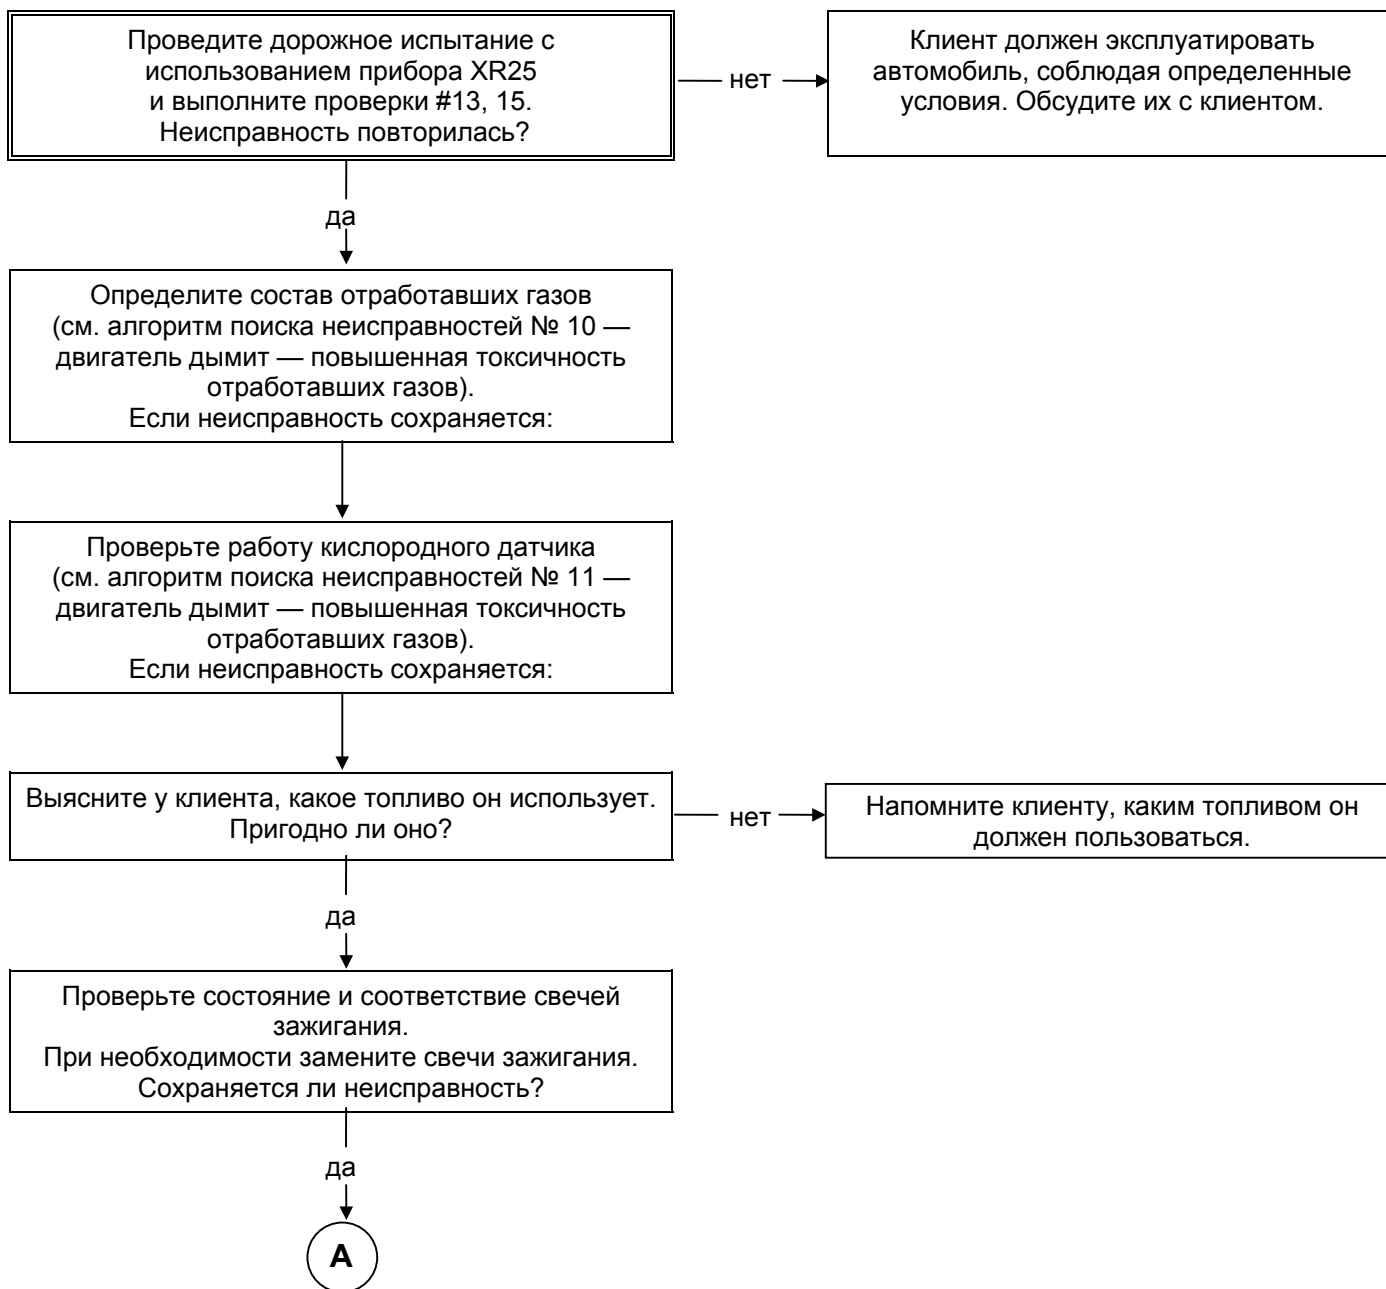 Проведите дорожное испытание с
использованием прибора XR25
и выполните проверки #13, 15.
Неисправность повторилась?
нет
Клиент должен эксплуатировать
автомобиль, соблюдая определенные
условия. Обсудите их с клиентом.
да
Определите состав отработавших газов
(см. алгоритм поиска неисправностей № 10 —
двигатель дымит — повышенная токсичность
отработавших газов).
Если неисправность сохраняется:
Проверьте работу кислородного датчика
(см. алгоритм поиска неисправностей № 11 —
двигатель дымит — повышенная токсичность
отработавших газов).
Если неисправность сохраняется:
Выясните у клиента, какое топливо он использует.
Пригодно ли оно?
нет
Напомните клиенту, каким топливом он
должен пользоваться.
да
Проверьте состояние и соответствие свечей
зажигания.
При необходимости замените свечи зажигания.
Сохраняется ли неисправность?
да
А